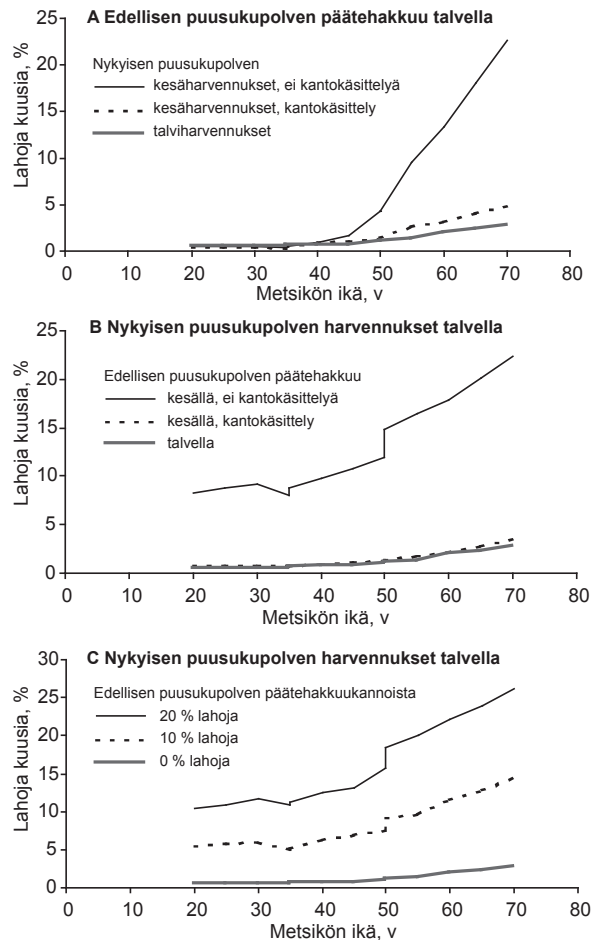 A Edellisen puusukupolven päätehakkuu talvella
25
20
15
10
5
0
Lahoja kuusia, %
Nykyisen puusukupolven
kesäharvennukset, ei kantokäsittelyä
kesäharvennukset, kantokäsittely
talviharvennukset
0 10 20 30 40 50 60 70 80
Metsikön ikä, v
B Nykyisen puusukupolven harvennukset talvella
25
20
15
10
5
0
Lahoja kuusia, %
Edellisen puusukupolven päätehakkuu
kesällä, ei kantokäsittelyä
kesällä, kantokäsittely
talvella
0 10 20 30 40 50 60 70 80
Metsikön ikä, v
C Nykyisen puusukupolven harvennukset talvella
30
25
20
15
10
5
0
Lahoja kuusia, %
Edellisen puusukupolven päätehakkuukannoista
20 % lahoja
10 % lahoja
0 % lahoja
0 10 20 30 40 50 60 70 80
Metsikön ikä, v